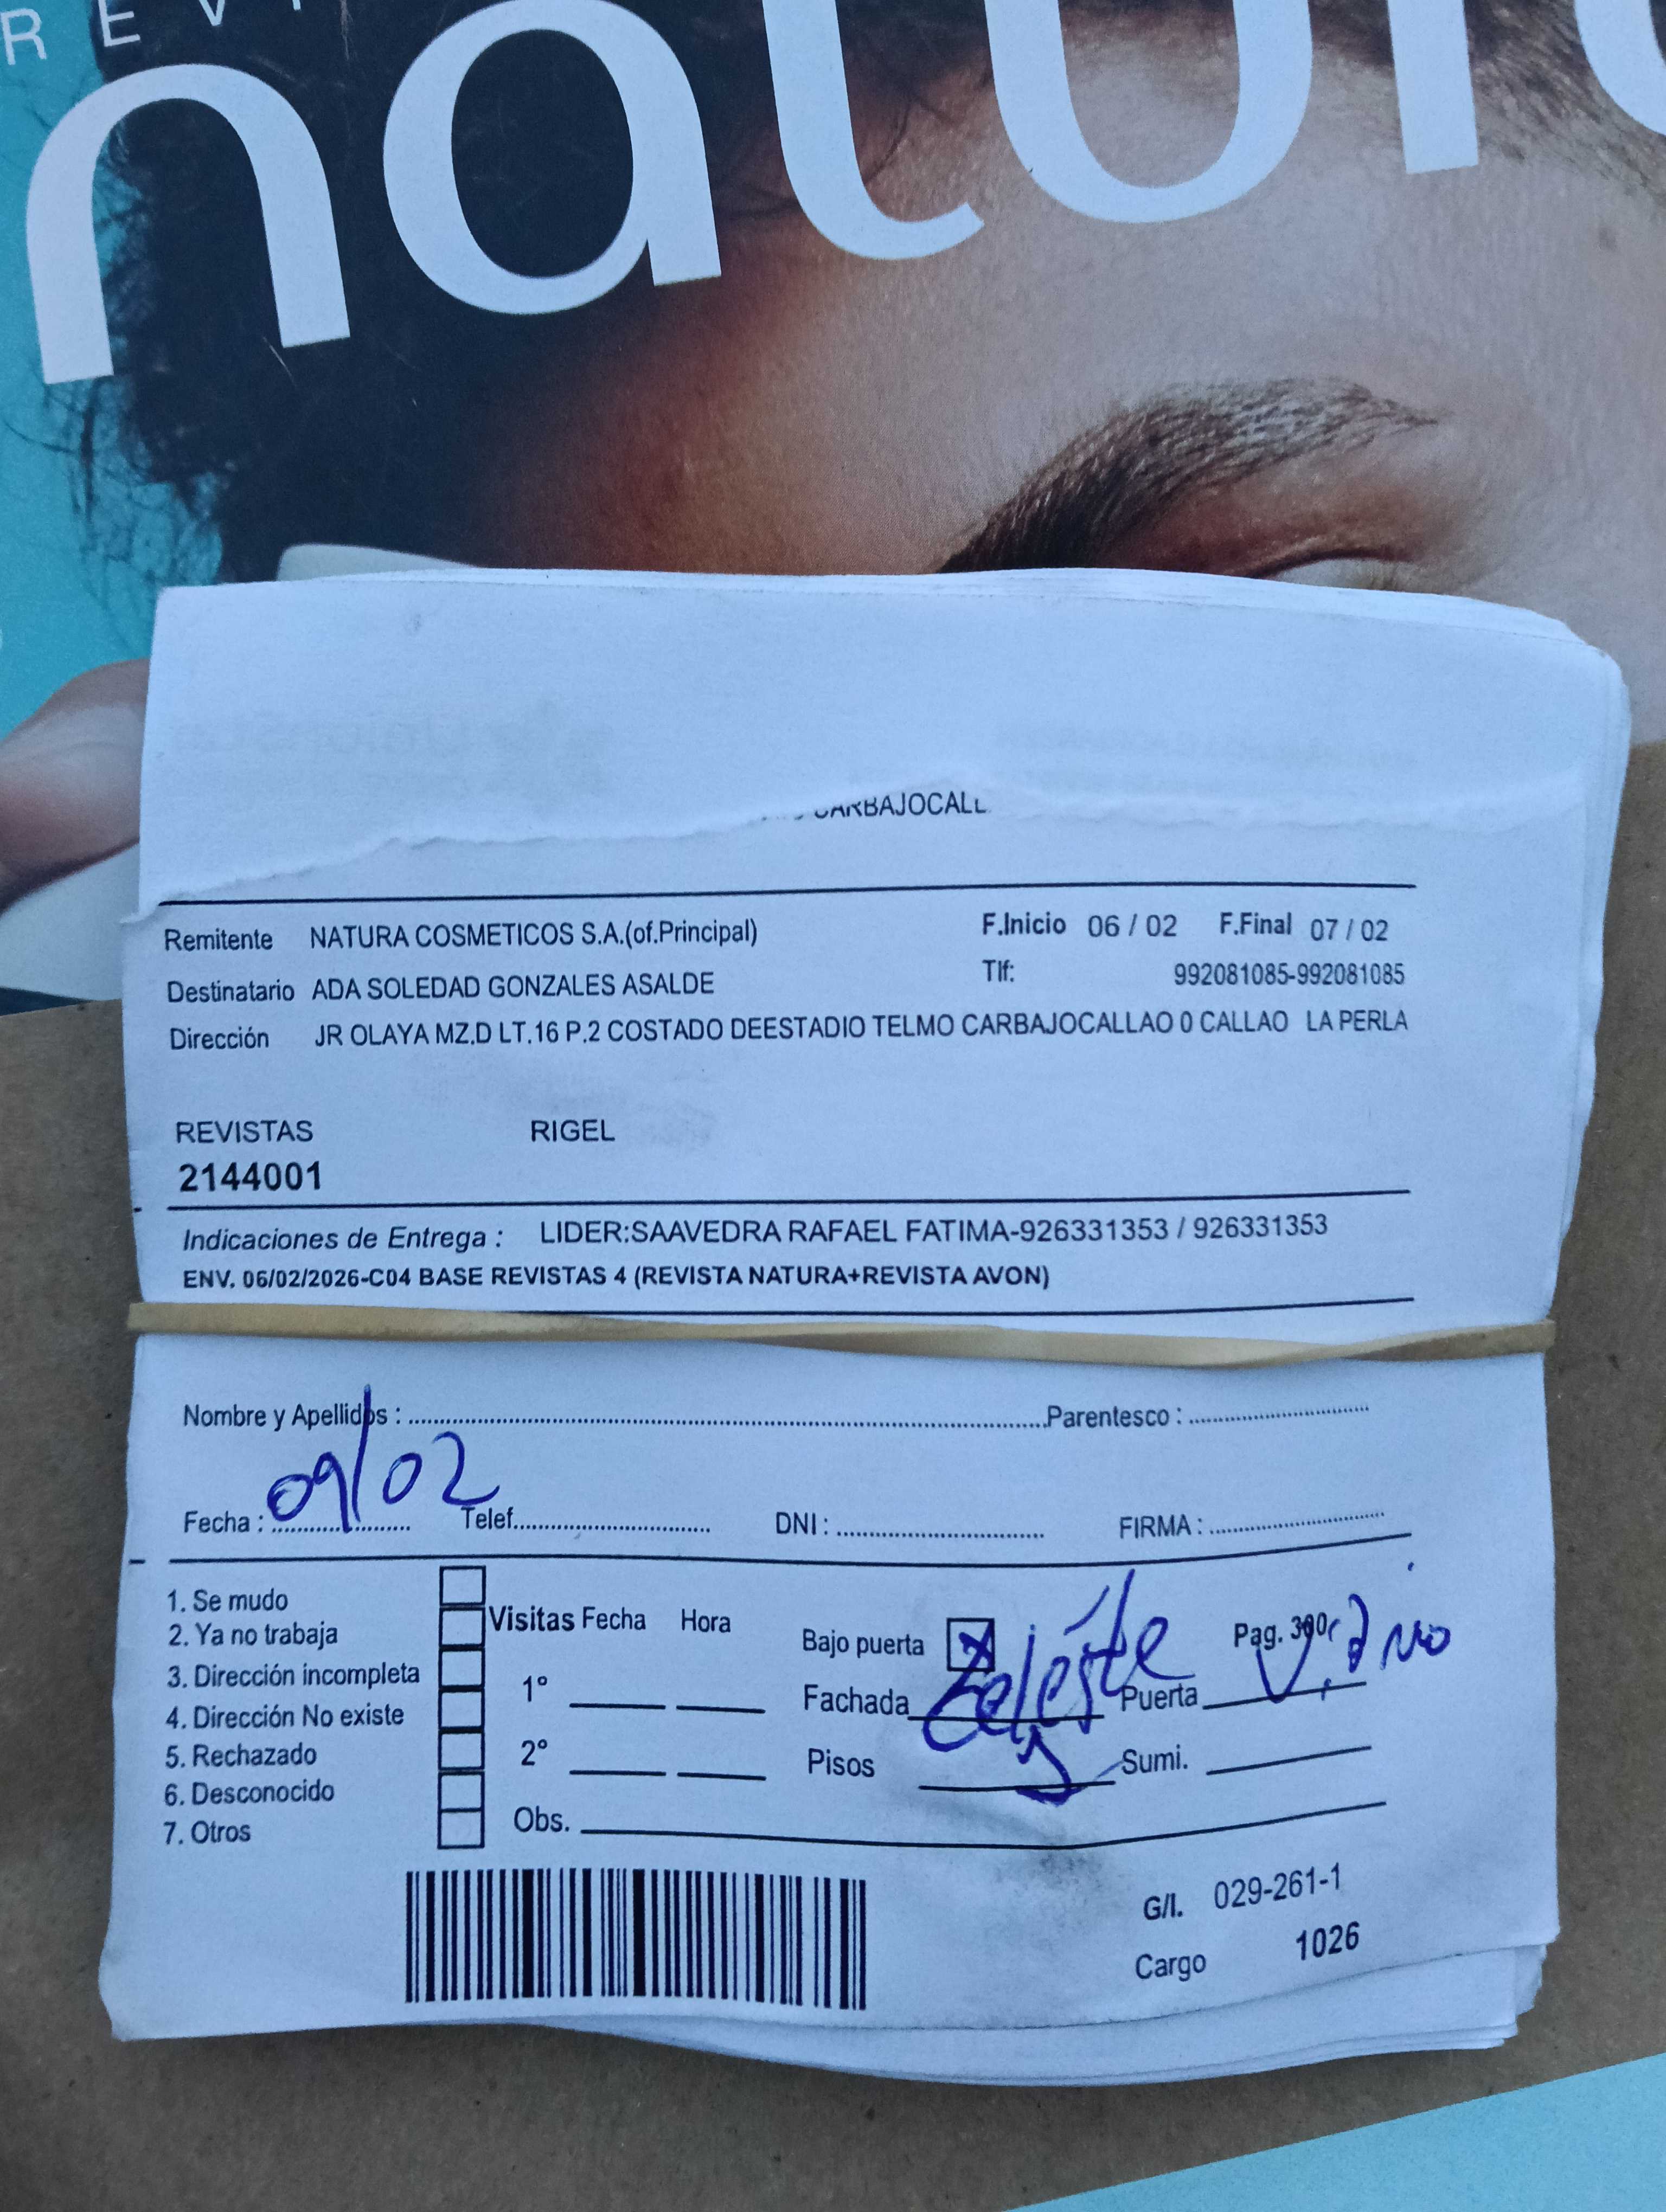 REV
natura
CARBAJOCALL
Remitente NATURA COSMETICOS S.A.(of.Principal) F.Inicio 06 / 02 F.Final 07 / 02
Destinatario ADA SOLEDAD GONZALES ASALDE Tlf: 992081085-992081085
Dirección JR OLAYA MZ.D LT.16 P.2 COSTADO DEESTADIO TELMO CARBAJOCALLAO 0 CALLAO LA PERLA
REVISTAS RIGEL
2144001
Indicaciones de Entrega : LIDER:SAAVEDRA RAFAEL FATIMA-926331353 / 926331353
ENV. 06/02/2026-C04 BASE REVISTAS 4 (REVISTA NATURA+REVISTA AVON)
Nombre y Apellidos : Parentesco :
Fecha : 09/02 Telef. DNI : FIRMA :
1. Se mudo
2. Ya no trabaja
3. Dirección incompleta
4. Dirección No existe
5. Rechazado
6. Desconocido
7. Otros
Visitas Fecha Hora
1°
2°
Obs.
Bajo puerta X Pag. 300
Fachada Celeste Puerta
Pisos Sumi.
G/I. 029-261-1
Cargo 1026